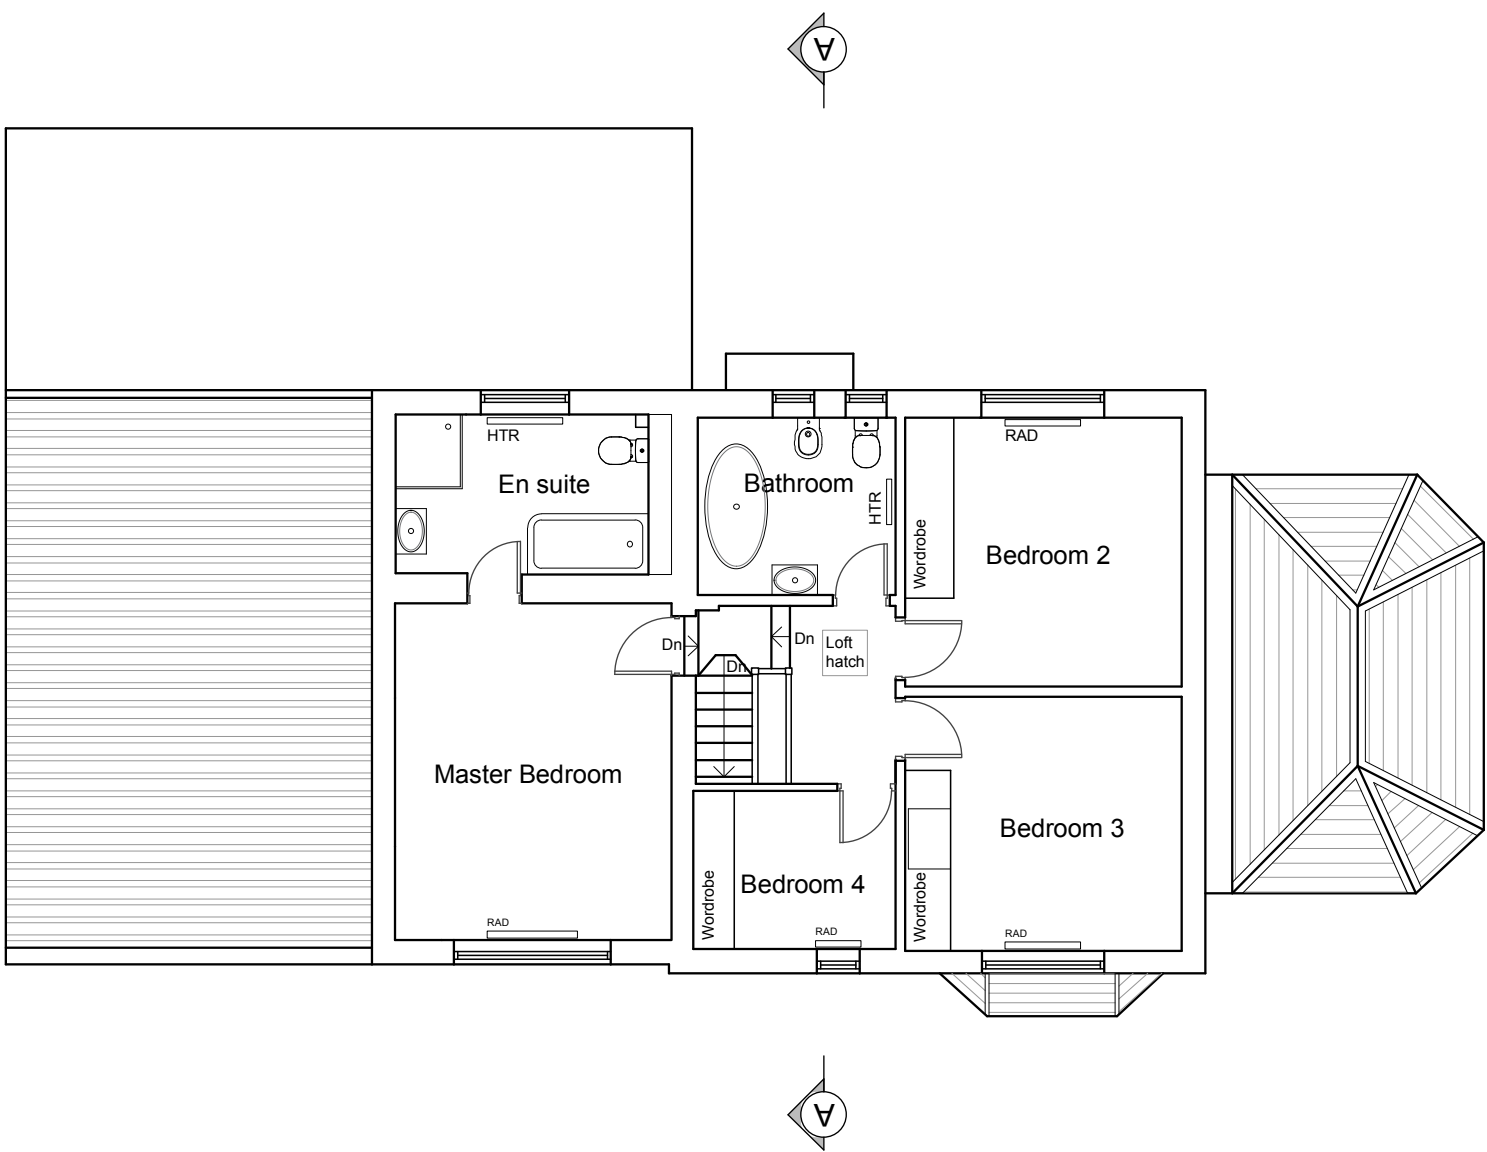 A
HTR
En suite
Bathroom
HTR
RAD
Wordrobe
Bedroom 2
Dn
Dn
Dn
Loft
hatch
Master Bedroom
RAD
Wordrobe
Bedroom 4
RAD
Bedroom 3
Wordrobe
RAD
A